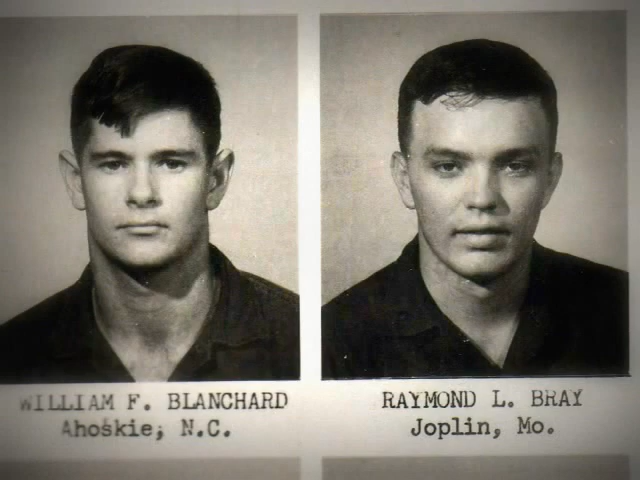 WILLIAM F. BLANCHARD
Ahoskie, N.C.
RAYMOND L. BRAY
Joplin, Mo.